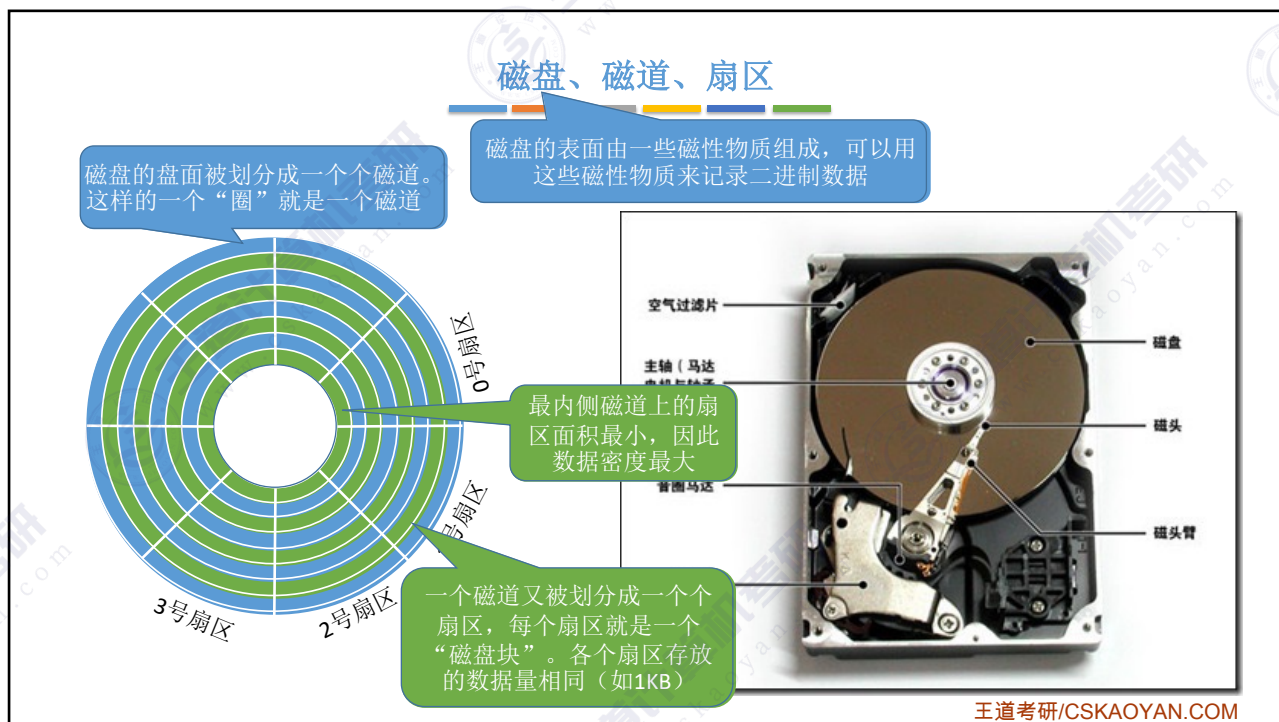 磁盘、磁道、扇区
磁盘的表面由一些磁性物质组成，可以用
这些磁性物质来记录二进制数据
磁盘的盘面被划分成一个个磁道。
这样的一个“圈”就是一个磁道
0号扇区
号扇区
2号扇区
3号扇区
最内侧磁道上的扇
区面积最小，因此
数据密度最大
一个磁道又被划分成一个个
扇区，每个扇区就是一个
“磁盘块”。各个扇区存放
的数据量相同（如1KB）
空气过滤片
主轴（马达
音圈马达
磁盘
磁头
磁头臂
王道考研/CSKAOYAN.COM